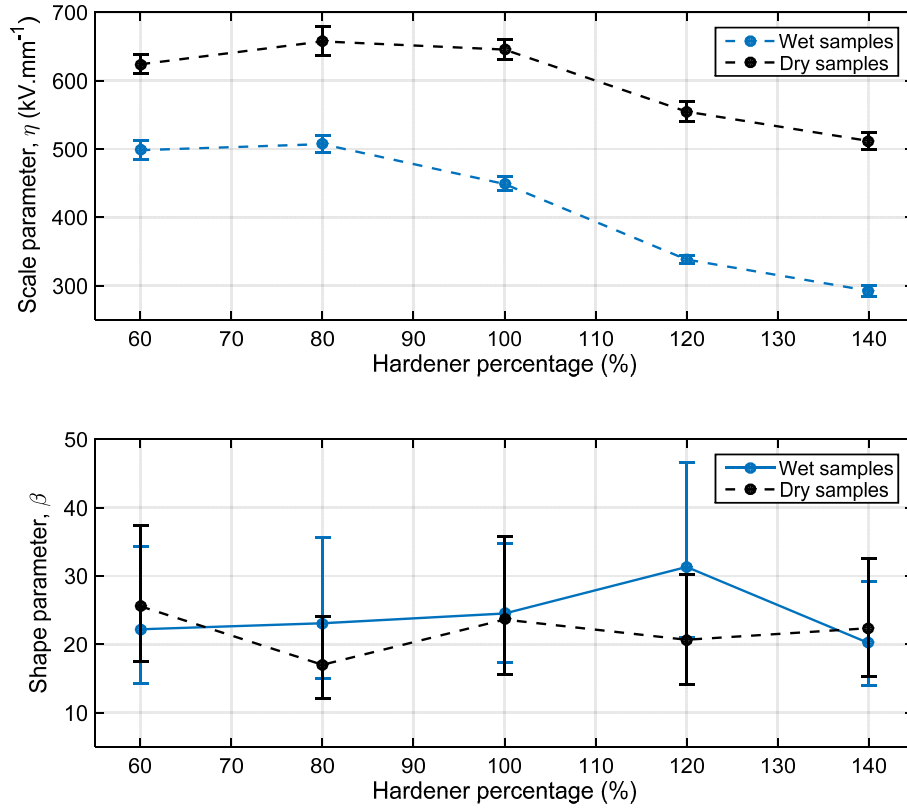 700
600
500
400
300
Scale parameter, η (kV.mm⁻¹)
Wet samples
Dry samples
60 70 80 90 100 110 120 130 140
Hardener percentage (%)
50
40
30
20
10
Shape parameter, β
Wet samples
Dry samples
60 70 80 90 100 110 120 130 140
Hardener percentage (%)